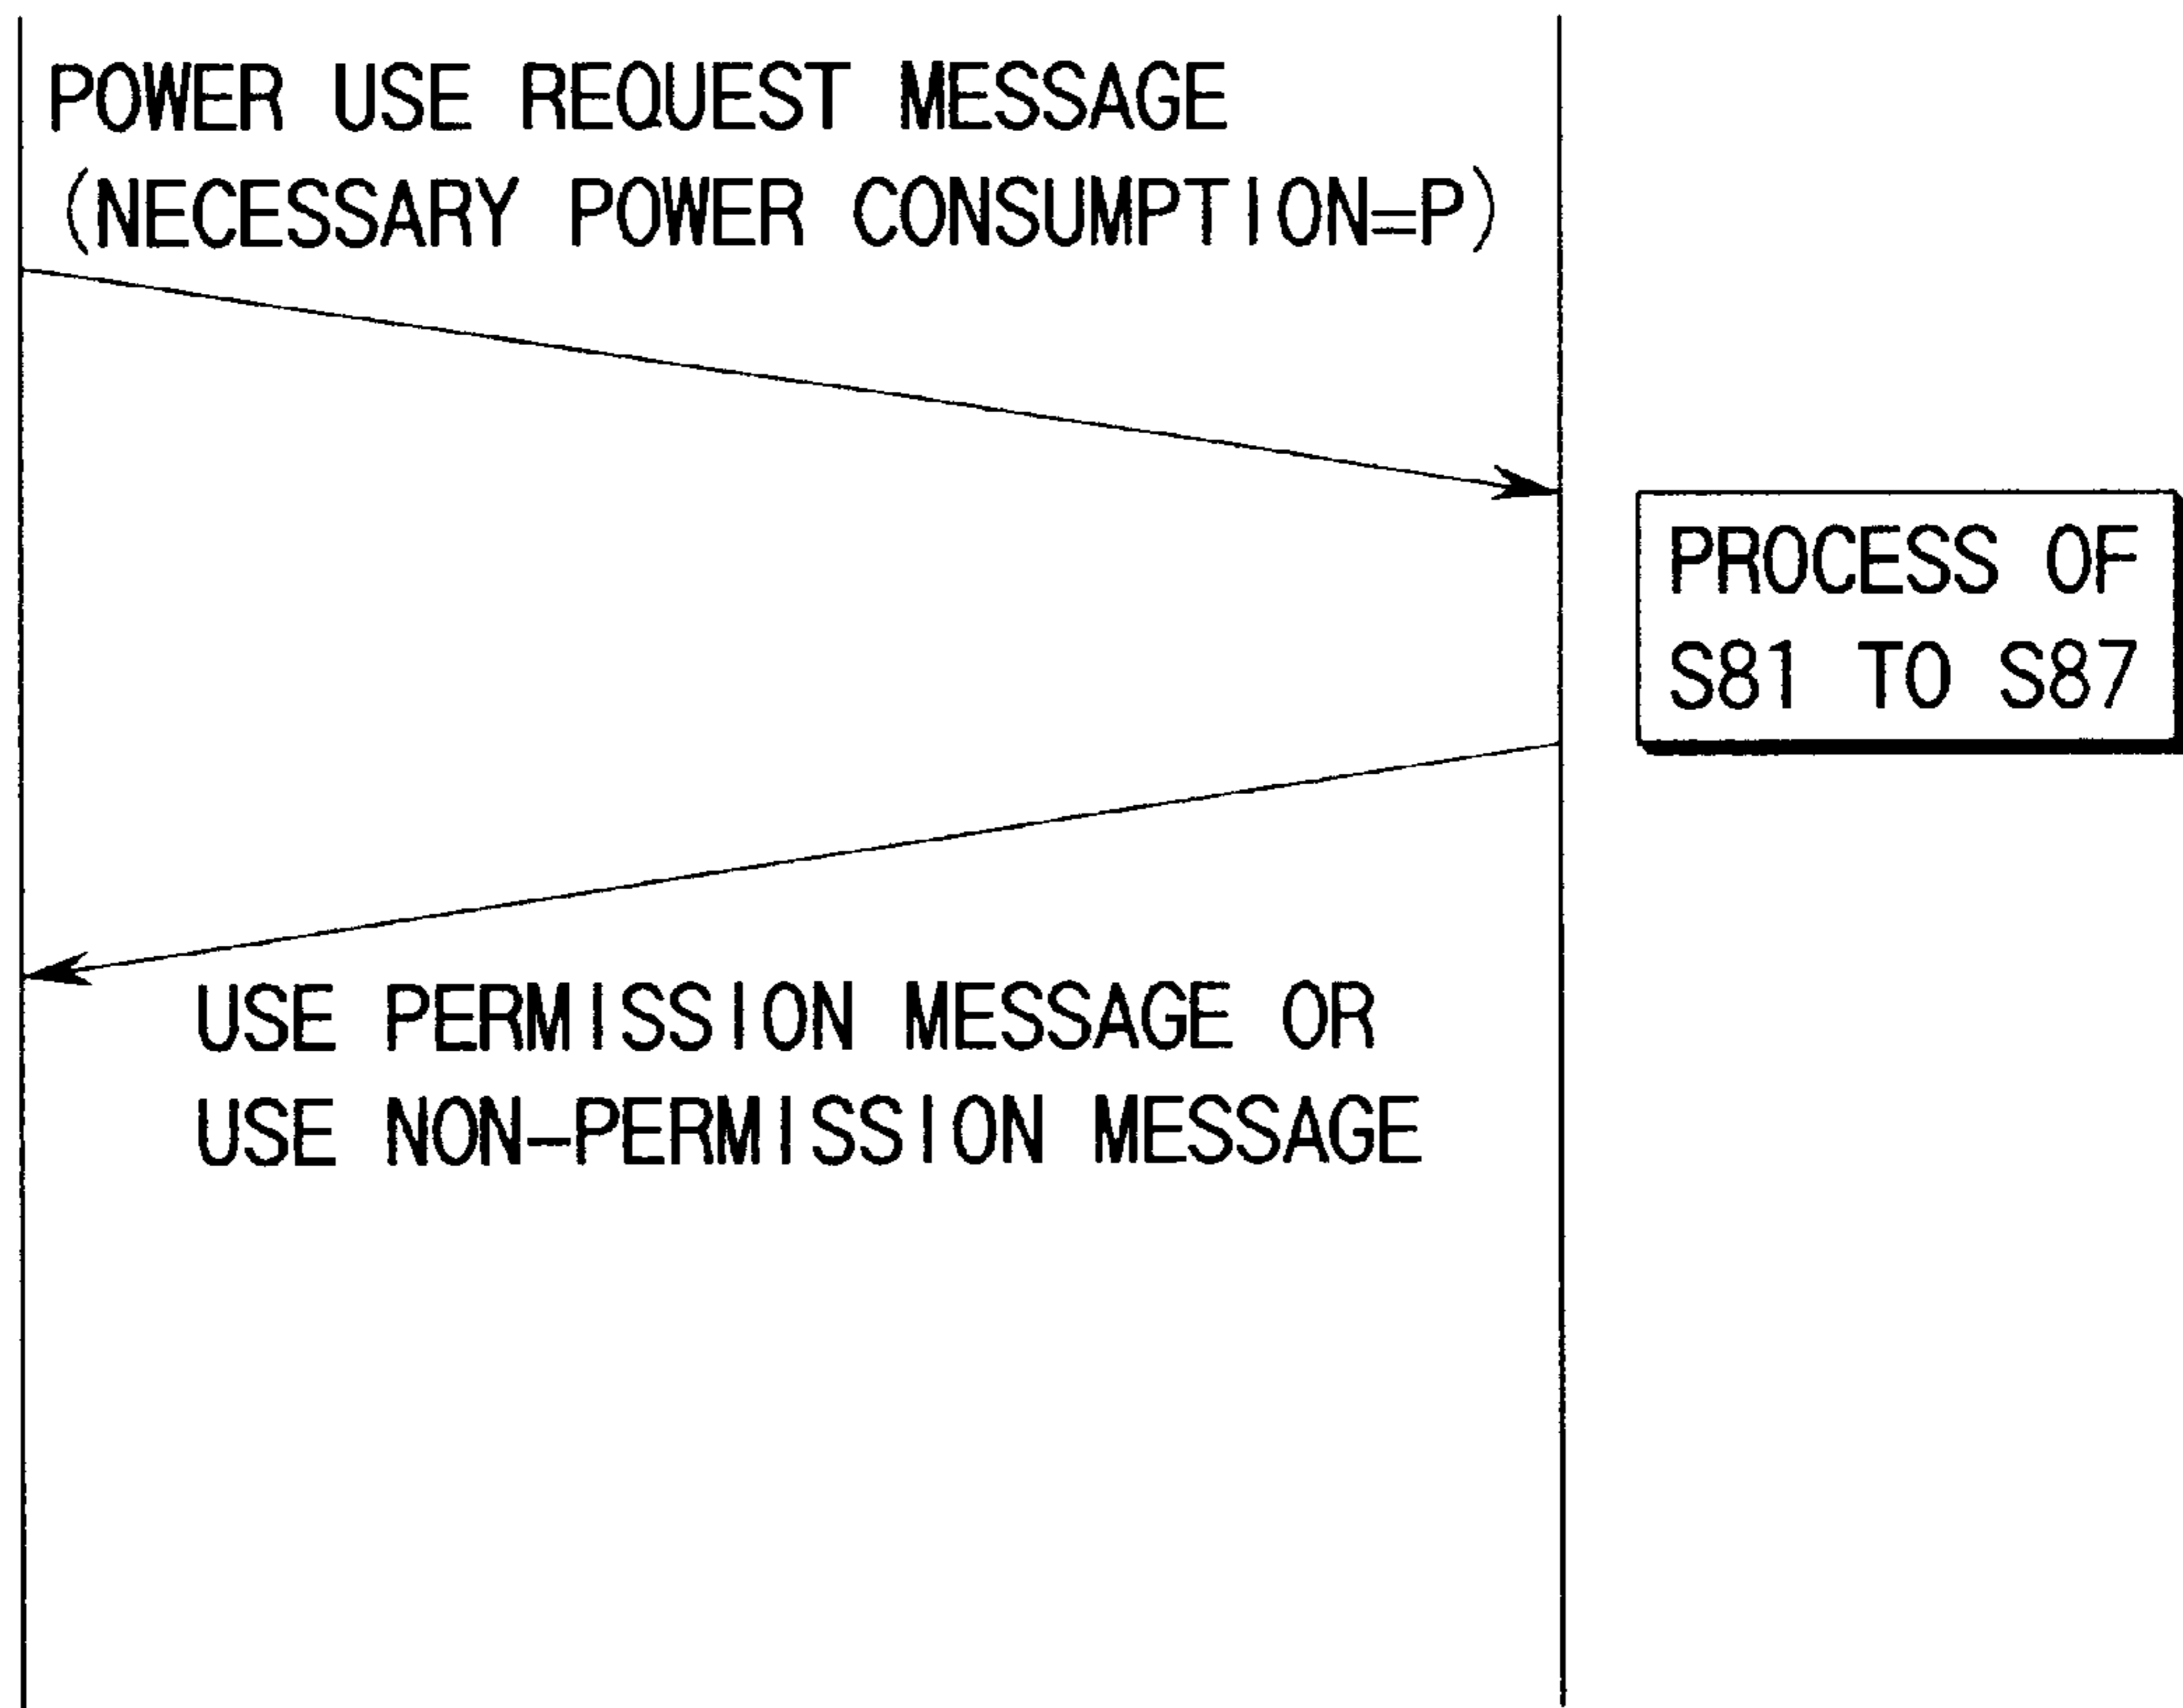 POWER USE REQUEST MESSAGE
(NECESSARY POWER CONSUMPTION=P)
PROCESS OF
S81 TO S87
USE PERMISSION MESSAGE OR
USE NON-PERMISSION MESSAGE